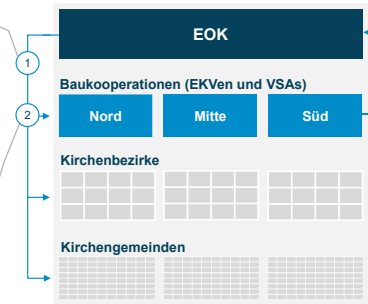 EOK
1
Baukooperationen (EKVen und VSAs)
2
Nord Mitte Süd
Kirchenbezirke
Kirchengemeinden